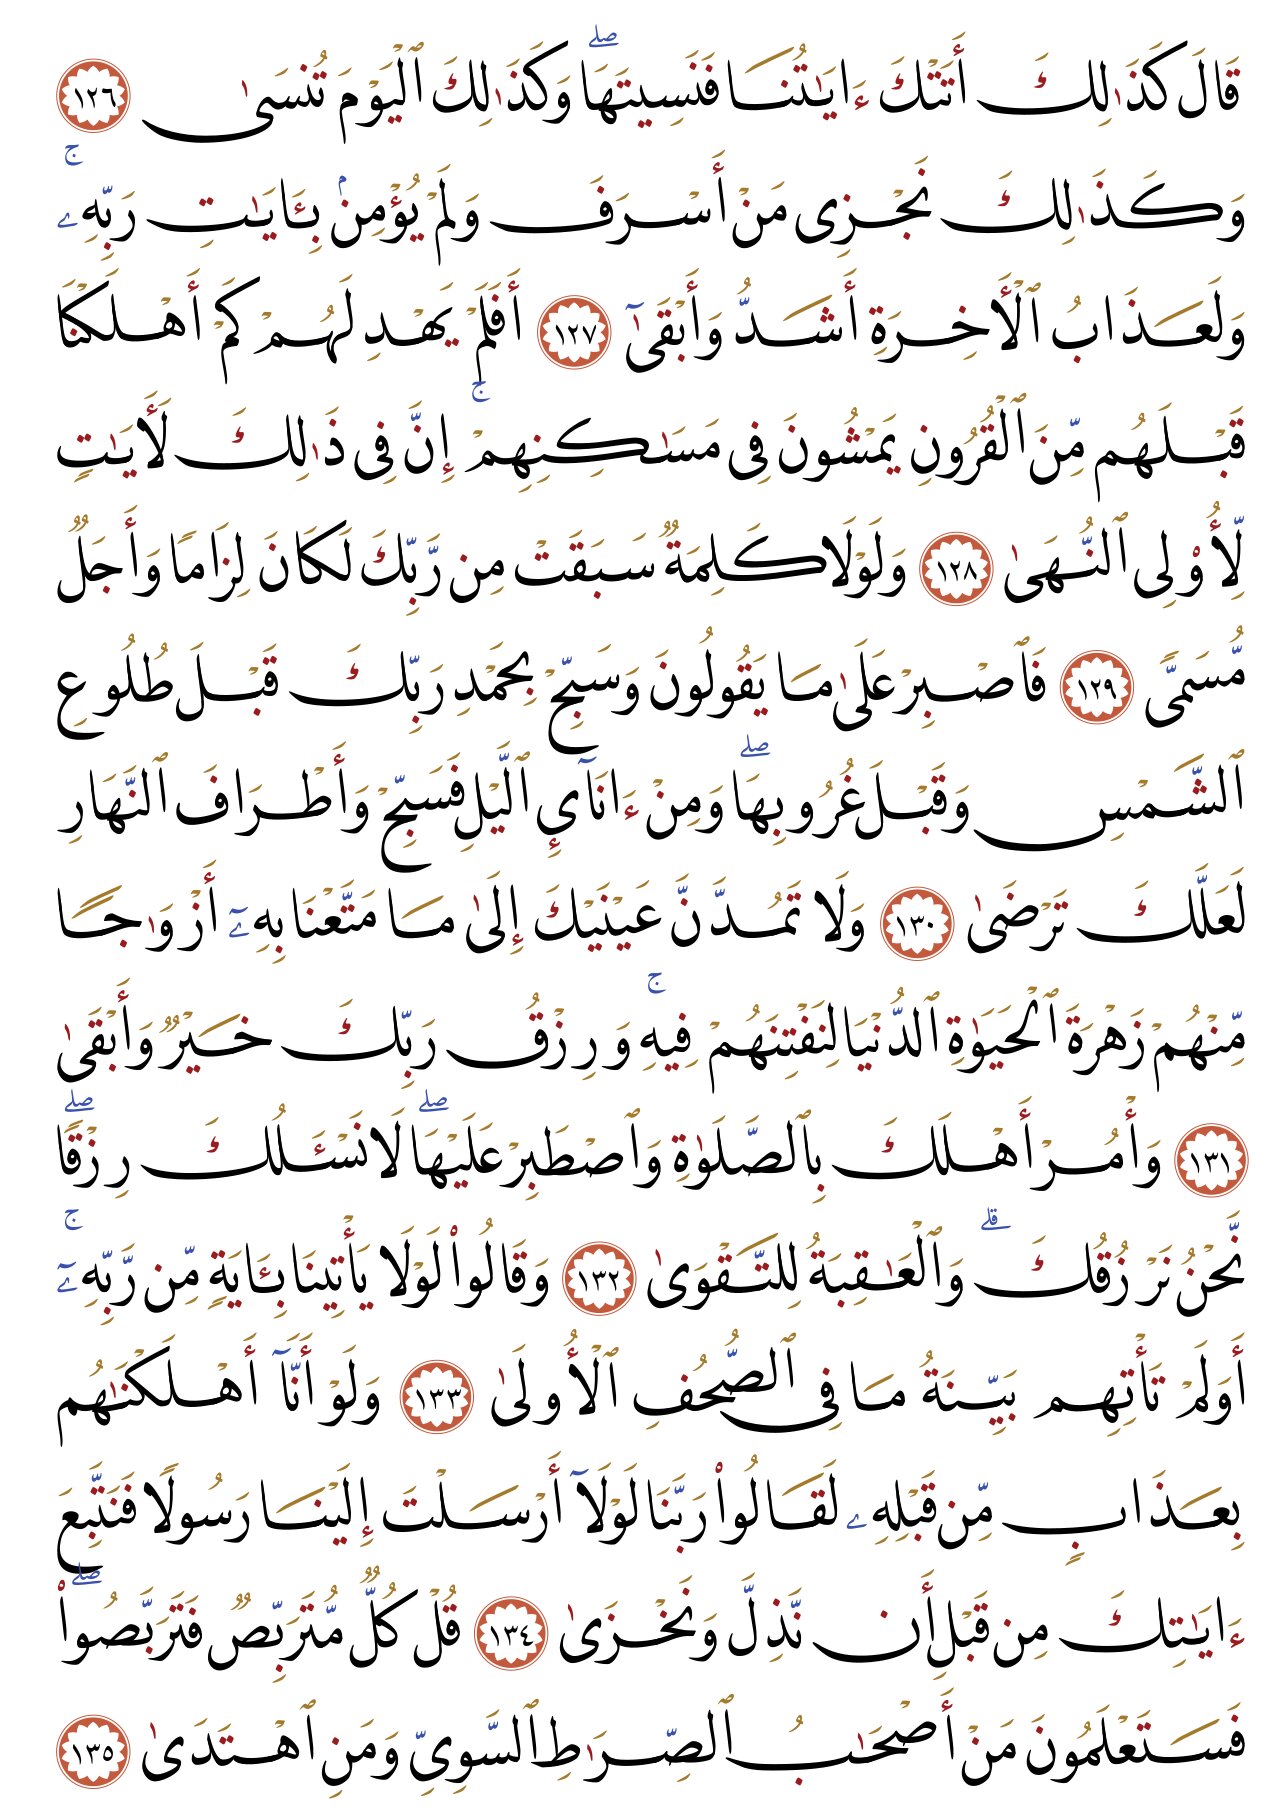 قَالَ كَذَٰلِكَ أَتَتْكَ ءَايَٰتُنَا فَنَسِيتَهَا ۖ وَكَذَٰلِكَ ٱلْيَوْمَ تُنسَىٰ ١٢٦
وَكَذَٰلِكَ نَجْزِى مَنْ أَسْرَفَ وَلَمْ يُؤْمِنۢ بِـَٔايَٰتِ رَبِّهِۦ ۚ
وَلَعَذَابُ ٱلْأَخِرَةِ أَشَدُّ وَأَبْقَىٰٓ ١٢٧ أَفَلَمْ يَهْدِ لَهُمْ كَمْ أَهْلَكْنَا
قَبْلَهُم مِّنَ ٱلْقُرُونِ يَمْشُونَ فِى مَسَٰكِنِهِمْ ۚ إِنَّ فِى ذَٰلِكَ لَأَيَٰتٍ
لِّأُو۟لِى ٱلنُّهَىٰ ١٢٨ وَلَوْلَا كَلِمَةٌ سَبَقَتْ مِن رَّبِّكَ لَكَانَ لِزَامًا وَأَجَلٌ
مُّسَمًّى ١٢٩ فَٱصْبِرْ عَلَىٰ مَا يَقُولُونَ وَسَبِّحْ بِحَمْدِ رَبِّكَ قَبْلَ طُلُوعِ
ٱلشَّمْسِ وَقَبْلَ غُرُوبِهَا ۖ وَمِنْ ءَانَآئِ ٱلَّيْلِ فَسَبِّحْ وَأَطْرَافَ ٱلنَّهَارِ
لَعَلَّكَ تَرْضَىٰ ١٣٠ وَلَا تَمُدَّنَّ عَيْنَيْكَ إِلَىٰ مَا مَتَّعْنَا بِهِۦٓ أَزْوَٰجًا
مِّنْهُمْ زَهْرَةَ ٱلْحَيَوٰةِ ٱلدُّنْيَا لِنَفْتِنَهُمْ فِيهِ ۚ وَرِزْقُ رَبِّكَ خَيْرٌ وَأَبْقَىٰ
١٣١ وَأْمُرْ أَهْلَكَ بِٱلصَّلَوٰةِ وَٱصْطَبِرْ عَلَيْهَا ۖ لَا نَسْـَٔلُكَ رِزْقًا ۖ
نَّحْنُ نَرْزُقُكَ ۗ وَٱلْعَٰقِبَةُ لِلتَّقْوَىٰ ١٣٢ وَقَالُوا۟ لَوْلَا يَأْتِينَا بِـَٔايَةٍ مِّن رَّبِّهِۦٓ ۚ
أَوَلَمْ تَأْتِهِم بَيِّنَةُ مَا فِى ٱلصُّحُفِ ٱلْأُولَىٰ ١٣٣ وَلَوْ أَنَّآ أَهْلَكْنَٰهُم
بِعَذَابٍ مِّن قَبْلِهِۦ لَقَالُوا۟ رَبَّنَا لَوْلَآ أَرْسَلْتَ إِلَيْنَا رَسُولًا فَنَتَّبِعَ
ءَايَٰتِكَ مِن قَبْلِ أَن نَّذِلَّ وَنَخْزَىٰ ١٣٤ قُلْ كُلٌّ مُّتَرَبِّصٌ فَتَرَبَّصُوا۟ ۖ
فَسَتَعْلَمُونَ مَنْ أَصْحَٰبُ ٱلصِّرَٰطِ ٱلسَّوِىِّ وَمَنِ ٱهْتَدَىٰ ١٣٥